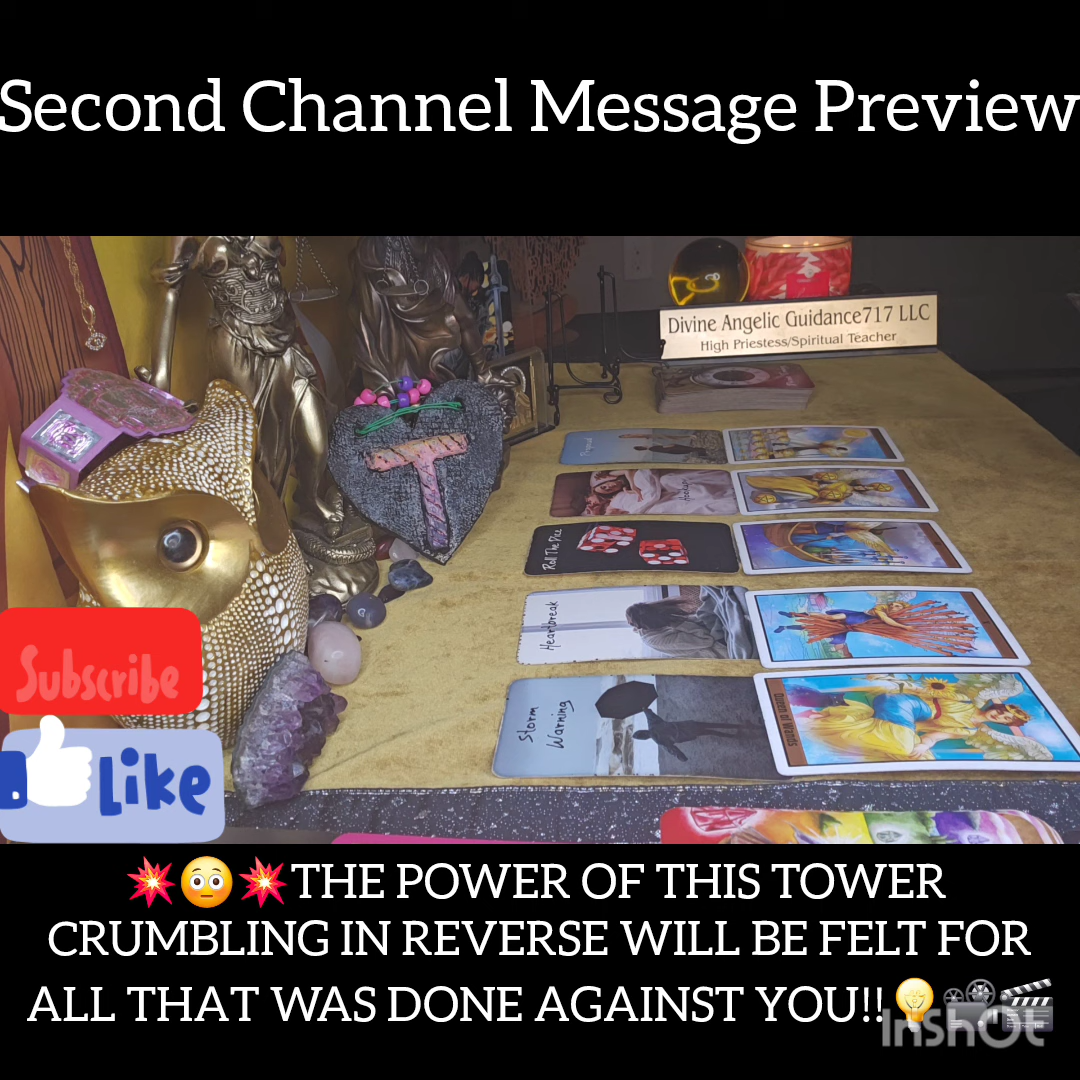 Second Channel Message Preview
Divine Angelic Guidance717 LLC
High Priestess/Spiritual Teacher
Proposal
Hookup
Roll The Dice
Heartbreak
Storm
Warning
Queen of Wands
Subscribe
Like
💥😳💥THE POWER OF THIS TOWER
CRUMBLING IN REVERSE WILL BE FELT FOR
ALL THAT WAS DONE AGAINST YOU!!💡🎥🎬
InShOt